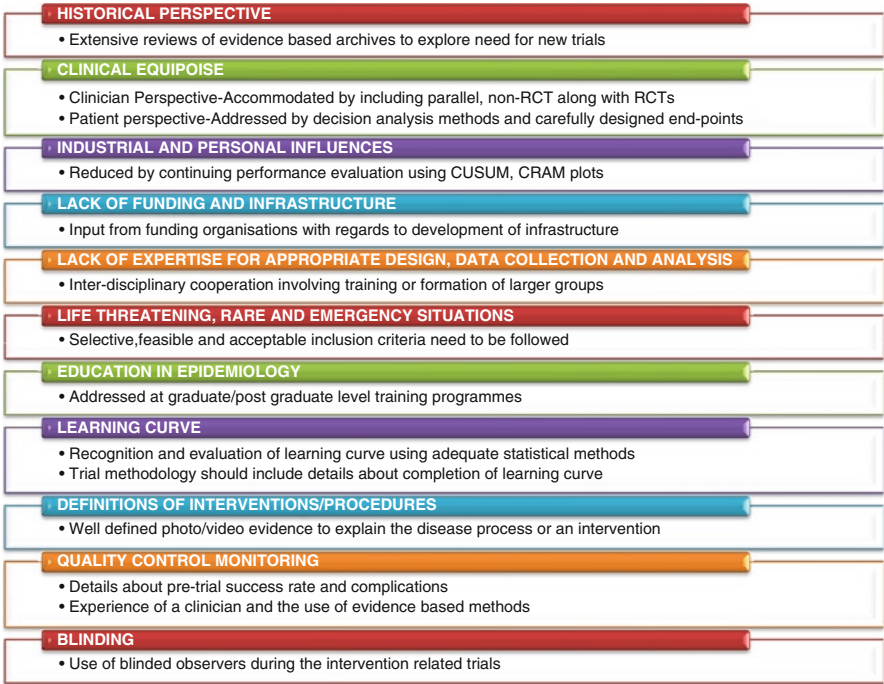 HISTORICAL PERSPECTIVE
• Extensive reviews of evidence based archives to explore need for new trials
CLINICAL EQUIPOISE
• Clinician Perspective-Accommodated by including parallel, non-RCT along with RCTs
• Patient perspective-Addressed by decision analysis methods and carefully designed end-points
INDUSTRIAL AND PERSONAL INFLUENCES
• Reduced by continuing performance evaluation using CUSUM, CRAM plots
LACK OF FUNDING AND INFRASTRUCTURE
• Input from funding organisations with regards to development of infrastructure
LACK OF EXPERTISE FOR APPROPRIATE DESIGN, DATA COLLECTION AND ANALYSIS
• Inter-disciplinary cooperation involving training or formation of larger groups
LIFE THREATENING, RARE AND EMERGENCY SITUATIONS
• Selective,feasible and acceptable inclusion criteria need to be followed
EDUCATION IN EPIDEMIOLOGY
• Addressed at graduate/post graduate level training programmes
LEARNING CURVE
• Recognition and evaluation of learning curve using adequate statistical methods
• Trial methodology should include details about completion of learning curve
DEFINITIONS OF INTERVENTIONS/PROCEDURES
• Well defined photo/video evidence to explain the disease process or an intervention
QUALITY CONTROL MONITORING
• Details about pre-trial success rate and complications
• Experience of a clinician and the use of evidence based methods
BLINDING
• Use of blinded observers during the intervention related trials